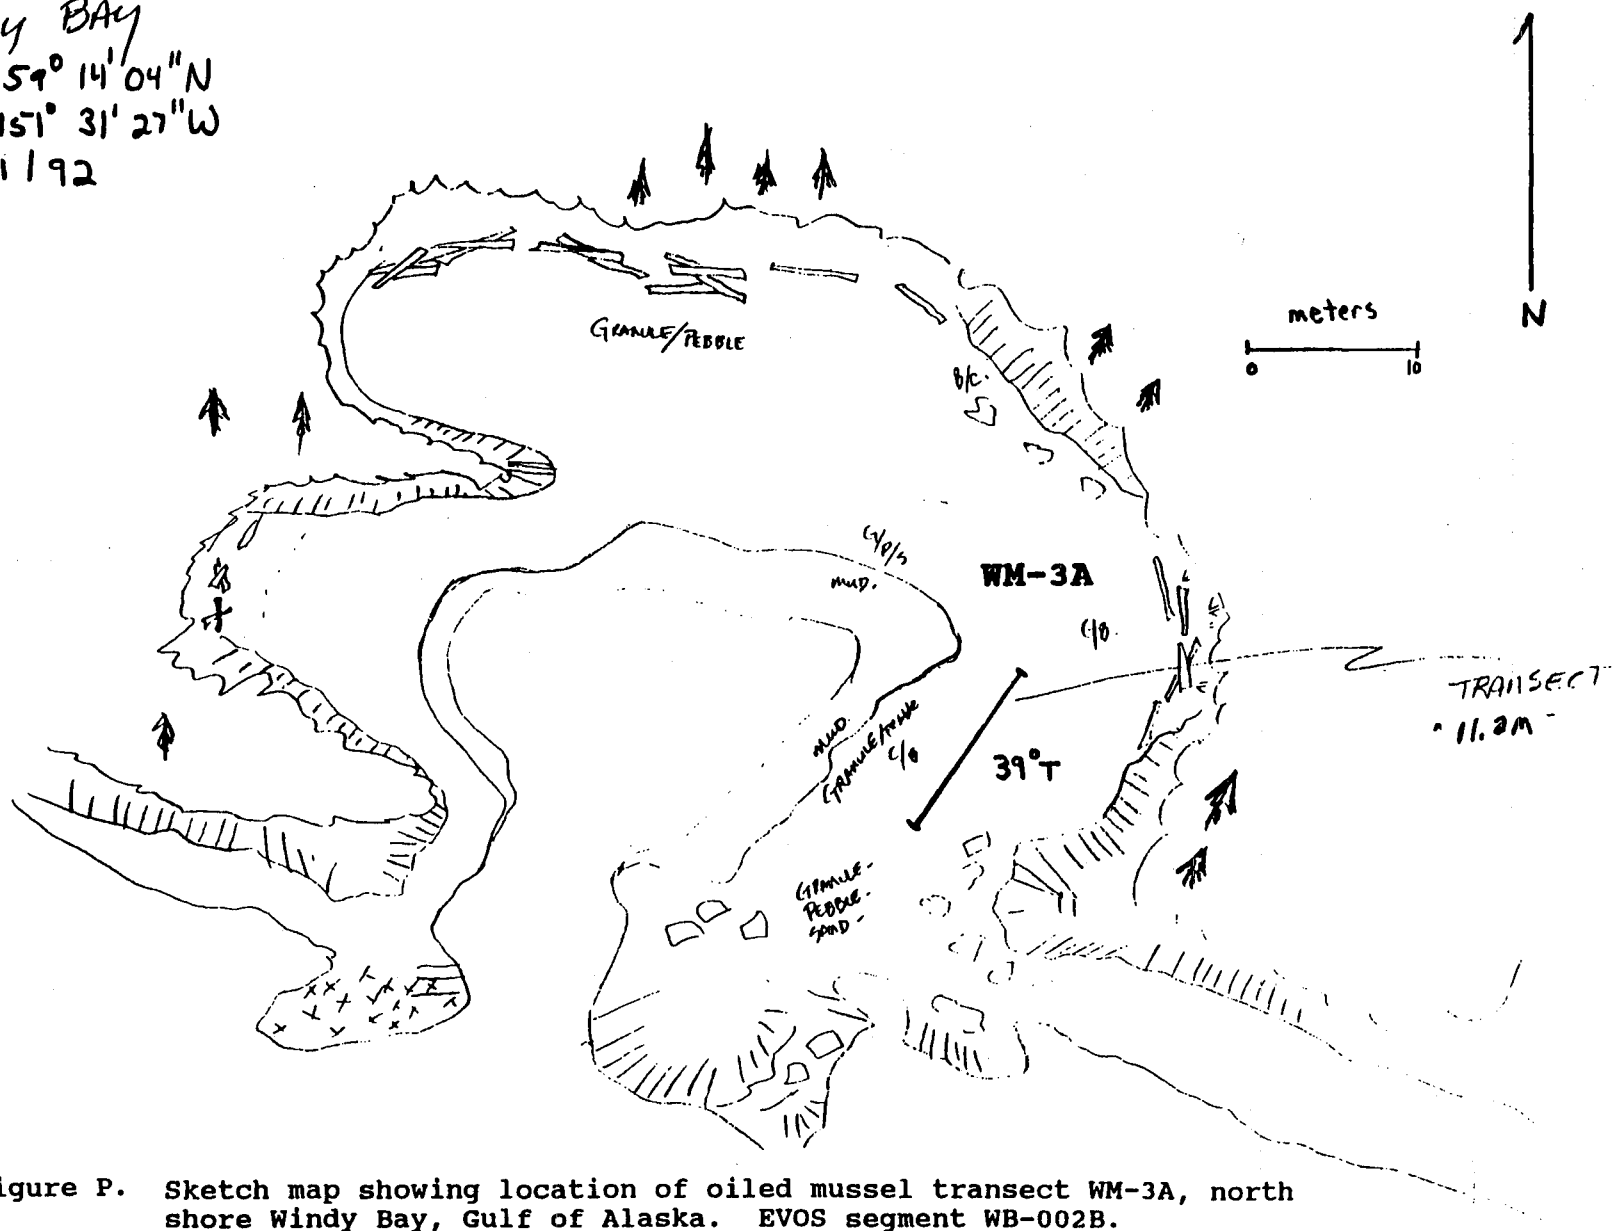 y BAy
59° 14' 04"N
151° 31' 27"W
1 / 92
meters
0 10
N
GRANULE/PEBBLE
B/C.
G/P/S
MUD.
WM-3A
C/B
TRANSECT
11.2M
MUD
GRANULE/PEBBLE
C/B
39°T
GRANULE-
PEBBLE-
SAND-
igure P. Sketch map showing location of oiled mussel transect WM-3A, north
shore Windy Bay, Gulf of Alaska. EVOS segment WB-002B.